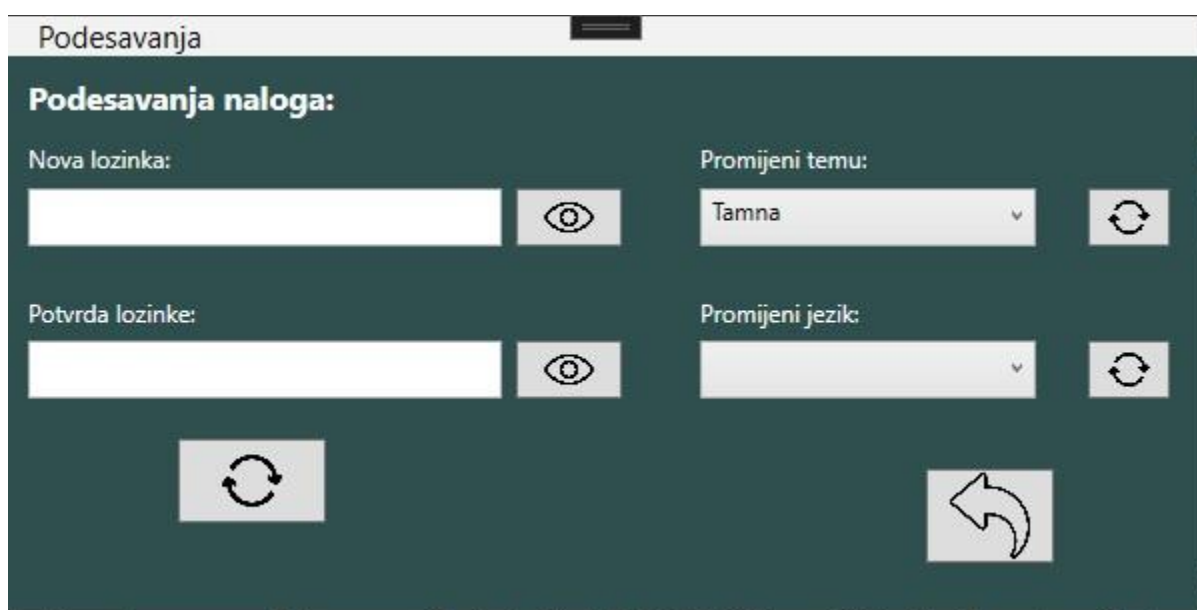 Podesavanja
Podesavanja naloga:
Nova lozinka:
Promijeni temu:
Tamna
Potvrda lozinke:
Promijeni jezik: